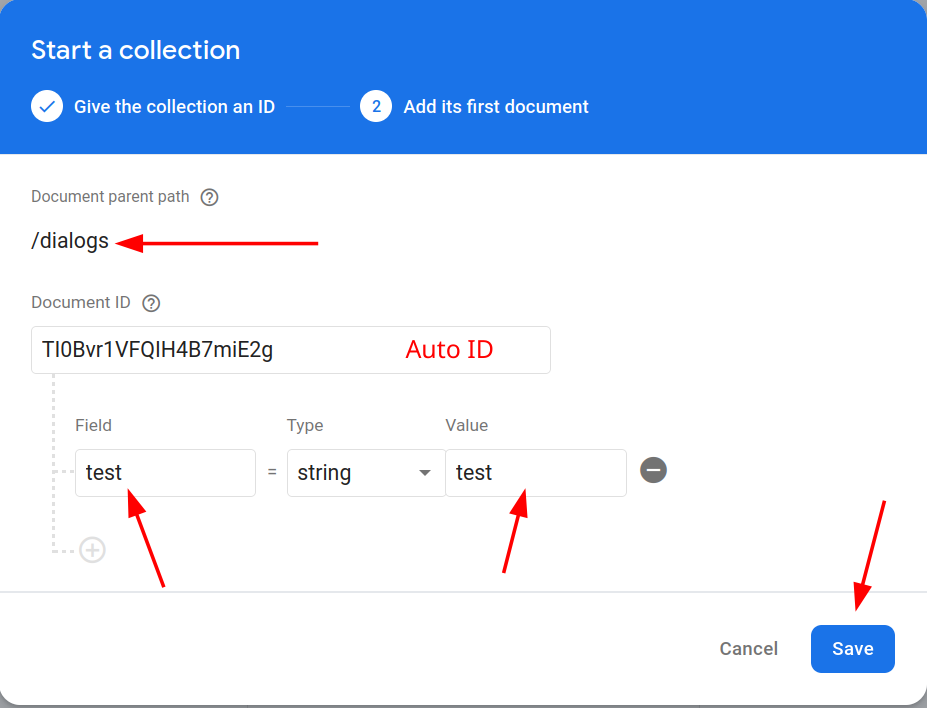 Start a collection
Give the collection an ID
2 Add its first document
Document parent path ?
/dialogs
Document ID ?
TI0Bvr1VFQIH4B7miE2g Auto ID
Field Type Value
test = string test
Cancel Save